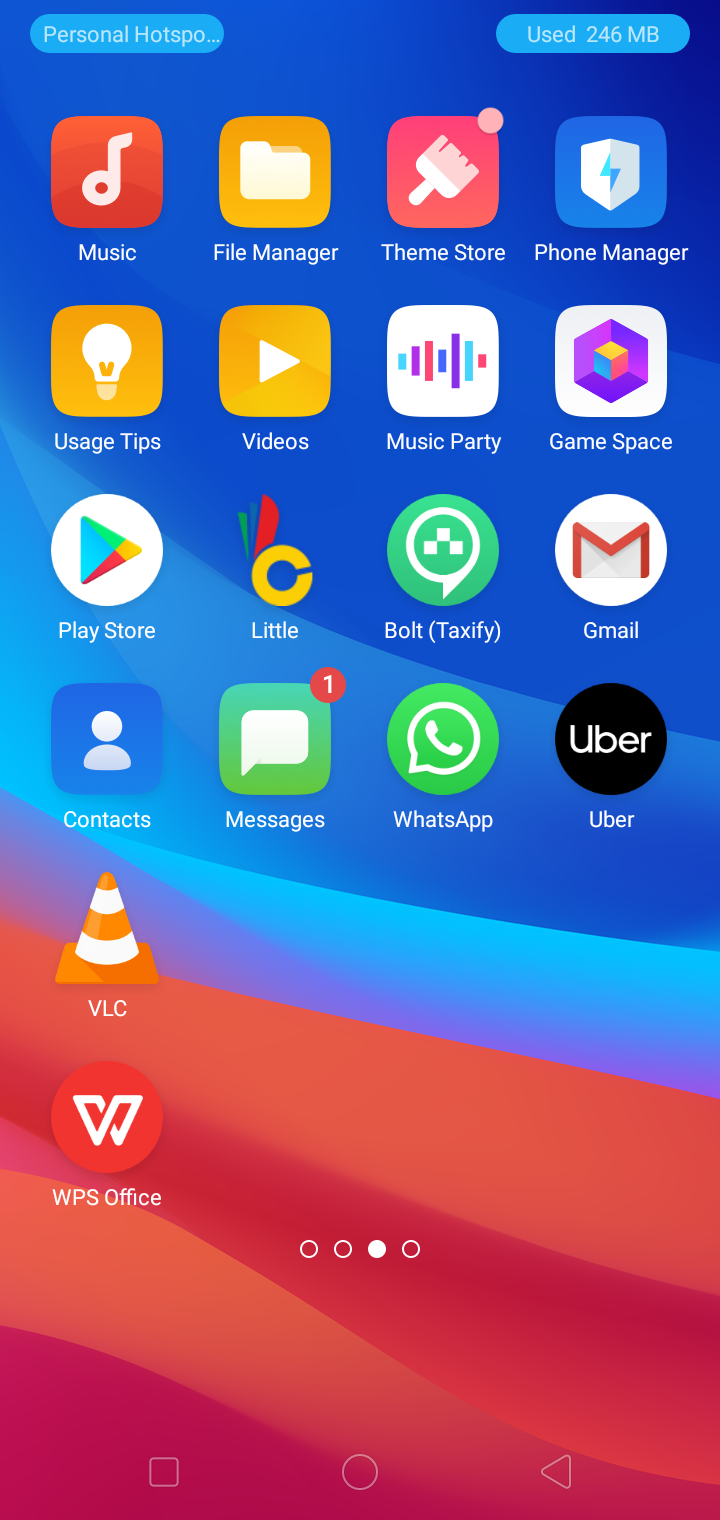 Personal Hotspo... Used 246 MB
Music File Manager Theme Store Phone Manager
Usage Tips Videos Music Party Game Space
Play Store Little Bolt (Taxify) Gmail
1
Uber
Contacts Messages WhatsApp Uber
VLC
WPS Office